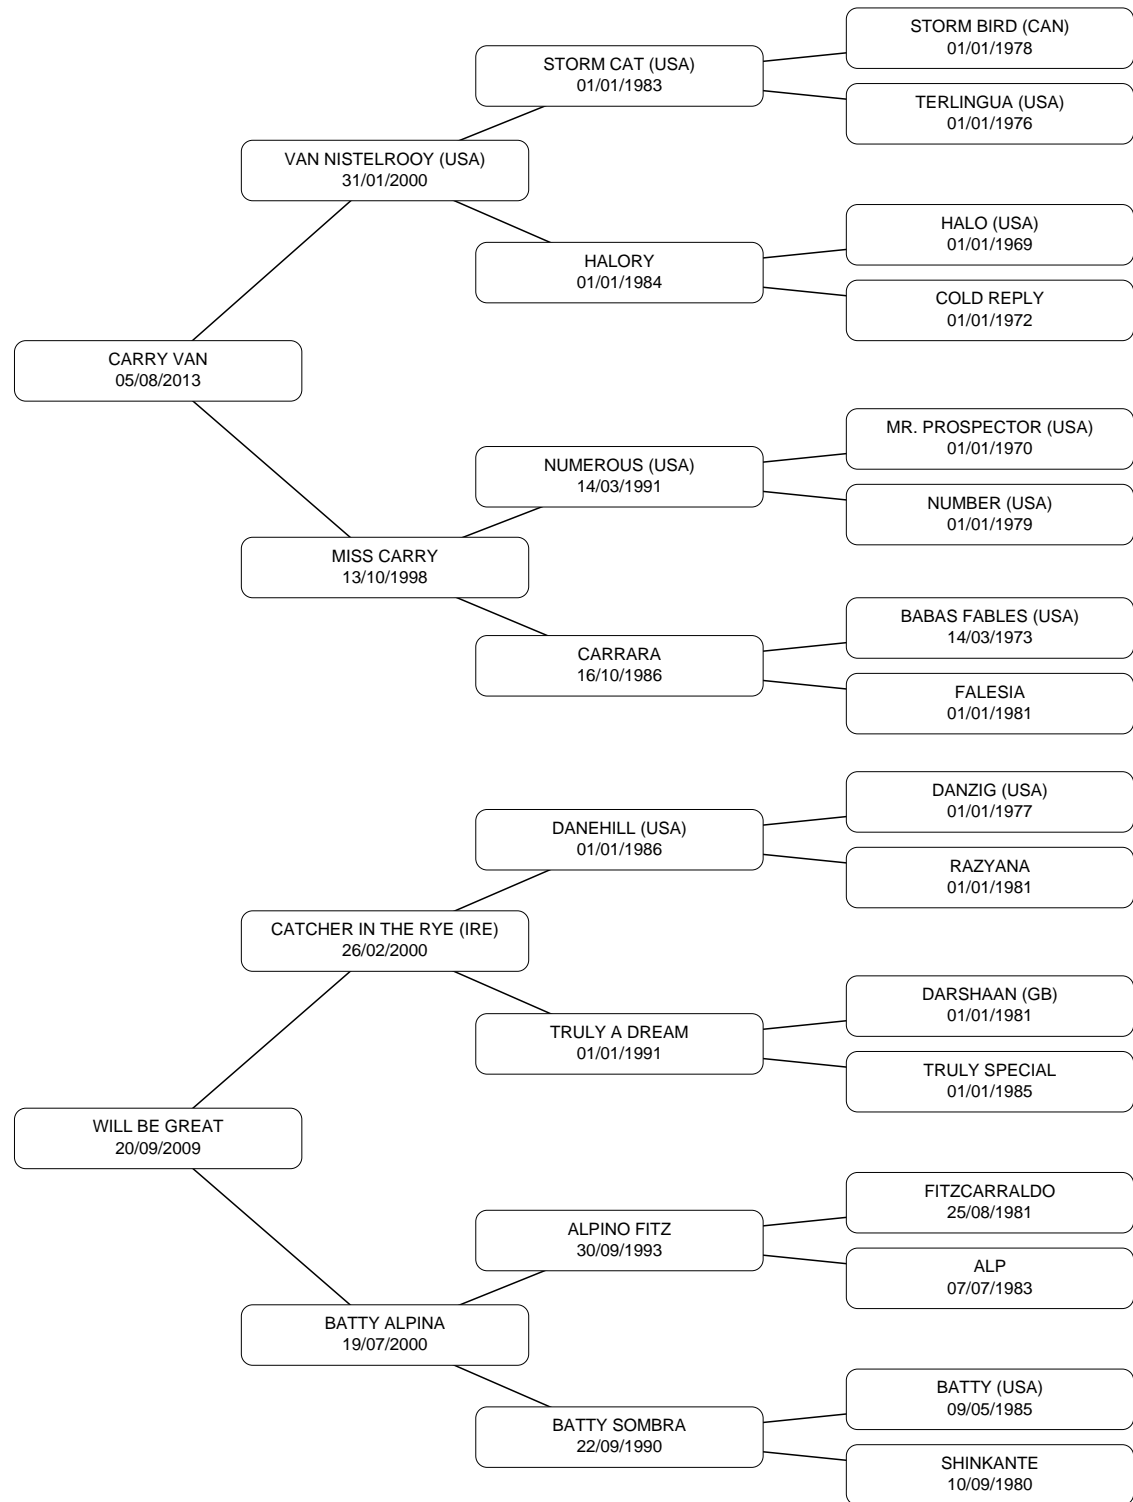 STORM BIRD (CAN)
01/01/1978
STORM CAT (USA)
01/01/1983
TERLINGUA (USA)
01/01/1976
VAN NISTELROOY (USA)
31/01/2000
HALO (USA)
01/01/1969
HALORY
01/01/1984
COLD REPLY
01/01/1972
CARRY VAN
05/08/2013
MR. PROSPECTOR (USA)
01/01/1970
NUMEROUS (USA)
14/03/1991
NUMBER (USA)
01/01/1979
MISS CARRY
13/10/1998
BABAS FABLES (USA)
14/03/1973
CARRARA
16/10/1986
FALESIA
01/01/1981
DANZIG (USA)
01/01/1977
DANEHILL (USA)
01/01/1986
RAZYANA
01/01/1981
CATCHER IN THE RYE (IRE)
26/02/2000
DARSHAAN (GB)
01/01/1981
TRULY A DREAM
01/01/1991
TRULY SPECIAL
01/01/1985
WILL BE GREAT
20/09/2009
FITZCARRALDO
25/08/1981
ALPINO FITZ
30/09/1993
ALP
07/07/1983
BATTY ALPINA
19/07/2000
BATTY (USA)
09/05/1985
BATTY SOMBRA
22/09/1990
SHINKANTE
10/09/1980